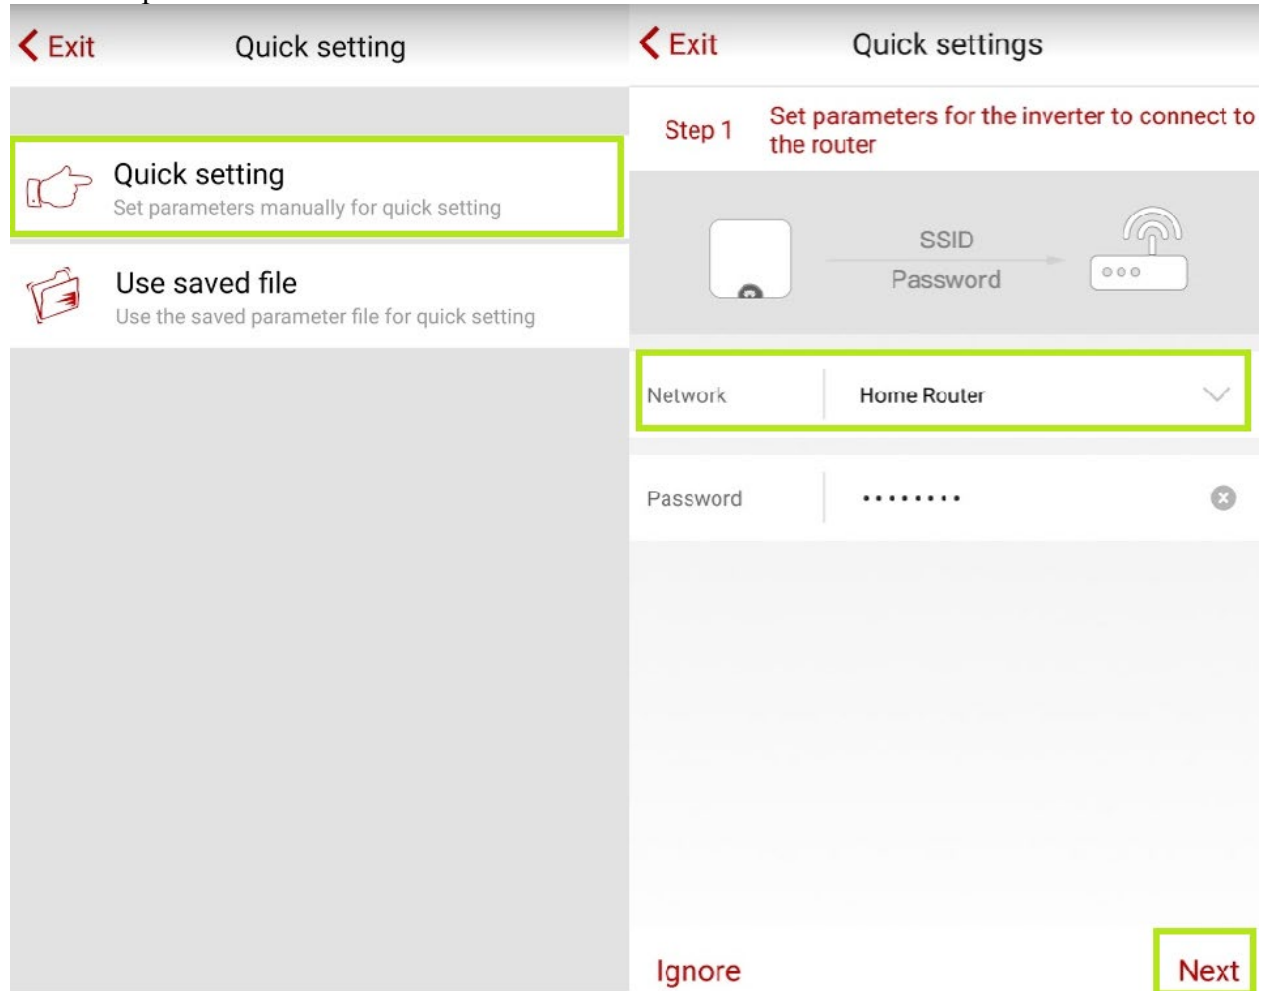 Exit
Quick setting
Quick setting
Set parameters manually for quick setting
Use saved file
Use the saved parameter file for quick setting
Exit
Quick settings
Step 1
Set parameters for the inverter to connect to
the router
SSID
Password
Network
Home Router
Password
Ignore
Next